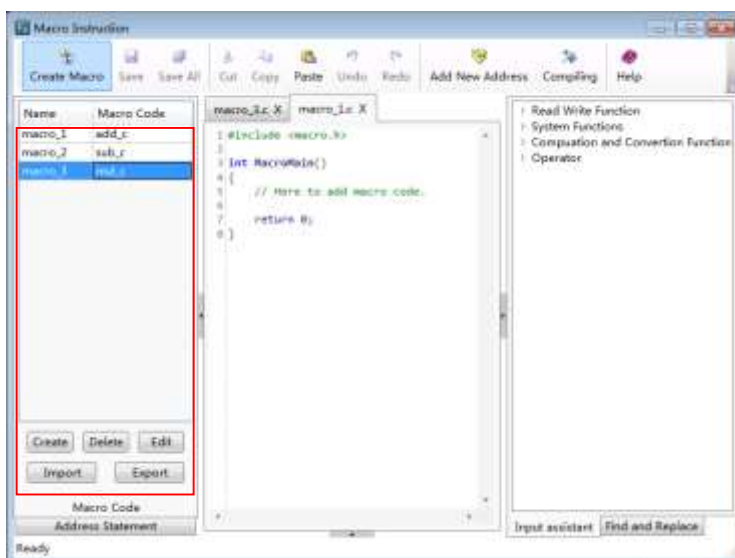 Macro Instruction
Create Macro Save Save All Cut Copy Paste Undo Redo Add New Address Compiling Help
Name Macro Code
macro_1 add_c
macro_2 sub_c
macro_3 mul_c
Create Delete Edit
Import Export
Macro Code
Address Statement
macro_3.c X macro_1.c X
1 #include <macro.h>
2
3 int MacroMain()
4 {
5 // Here to add macro code.
6
7 return 0;
8 }
Read Write Function
System Functions
Compuation and Convertion Function
Operator
Input assistant Find and Replace
Ready